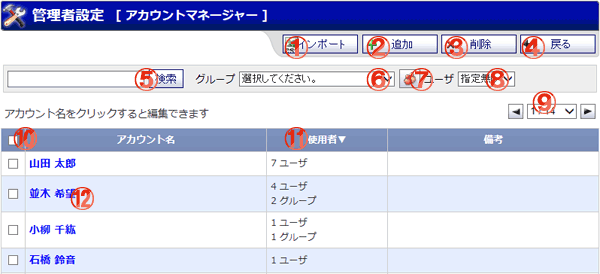 管理者設定 [ アカウントマネージャー ]
①インポート ②追加 ③削除 ④戻る
⑤検索 グループ 選択してください。 ⑥ ⑦ユーザ 指定無 ⑧
アカウント名をクリックすると編集できます ⑨
⑩ アカウント名 ⑪使用者▼ 備考
山田 太郎 7 ユーザ
並木 希望 ⑫ 4 ユーザ
2 グループ
小柳 千紘 1 ユーザ
1 グループ
石橋 鈴音 1 ユーザ